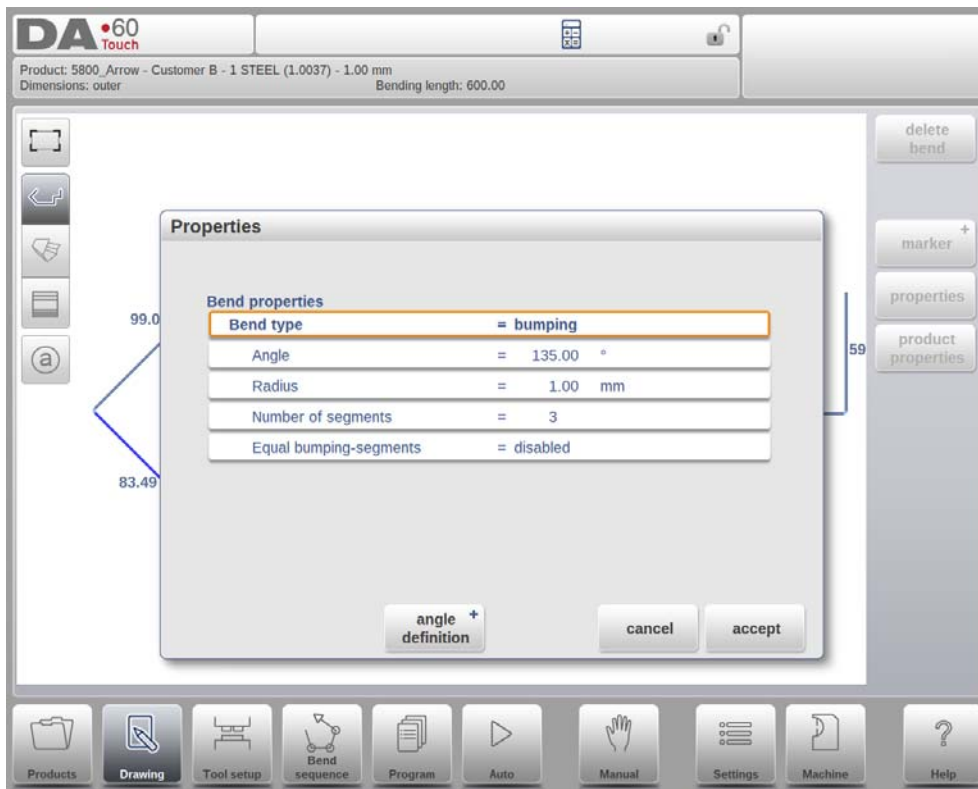 DA•60
Touch
Product: 5800_Arrow - Customer B - 1 STEEL (1.0037) - 1.00 mm
Dimensions: outer Bending length: 600.00
delete
bend
Properties
marker +
Bend properties
properties
99.0
Bend type = bumping
product
properties
a
Angle = 135.00 °
59
Radius = 1.00 mm
Number of segments = 3
Equal bumping-segments = disabled
83.49
angle +
definition
cancel
accept
Products
Drawing
Tool setup
Bend
sequence
Program
Auto
Manual
Settings
Machine
?
Help